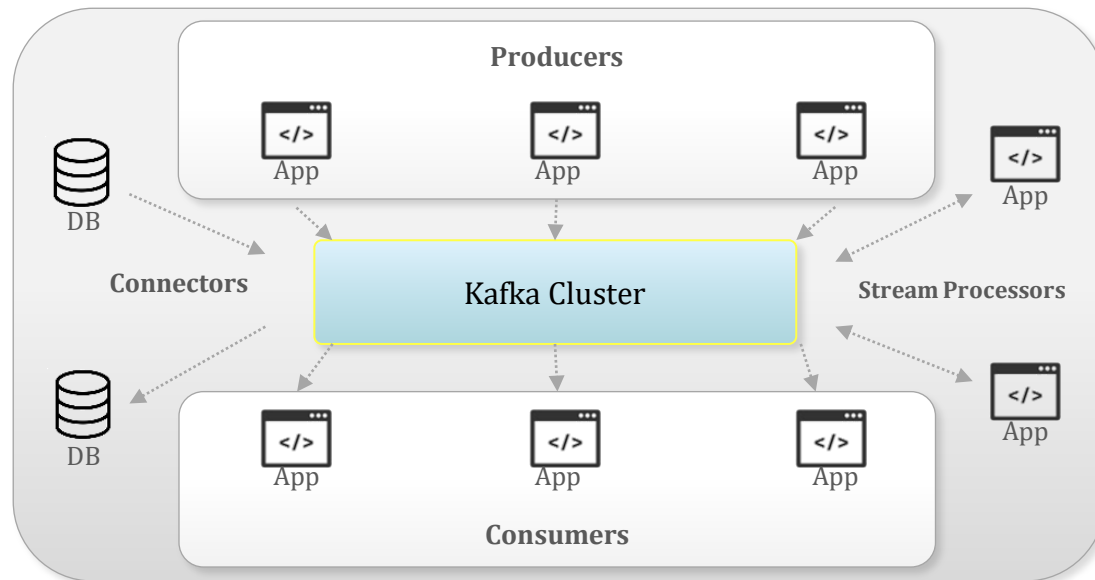 Producers
</>
</>
</>
App
App
App
DB
</>
App
Connectors
Kafka Cluster
Stream Processors
DB
</>
App
</>
</>
</>
App
App
App
Consumers